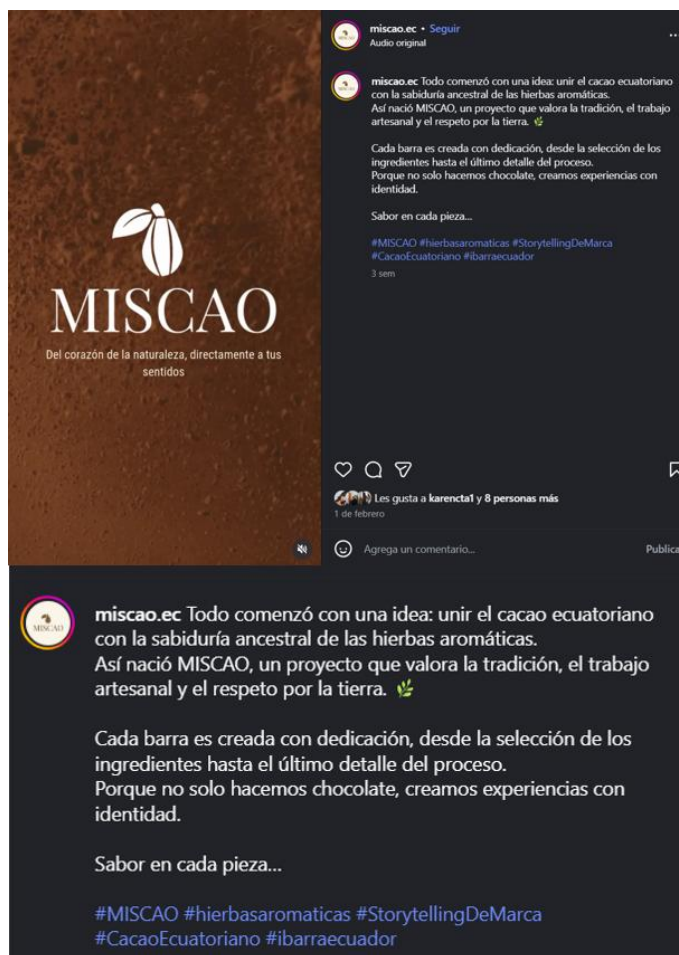 MISCAO
Del corazón de la naturaleza, directamente a tus
sentidos
miscao.ec • Seguir
Audio original
miscao.ec Todo comenzó con una idea: unir el cacao ecuatoriano
con la sabiduría ancestral de las hierbas aromáticas.
Así nació MISCAO, un proyecto que valora la tradición, el trabajo
artesanal y el respeto por la tierra. 🌿
Cada barra es creada con dedicación, desde la selección de los
ingredientes hasta el último detalle del proceso.
Porque no solo hacemos chocolate, creamos experiencias con
identidad.
Sabor en cada pieza...
#MISCAO #hierbasaromaticas #StorytellingDeMarca
#CacaoEcuatoriano #ibarraecuador
3 sem
Les gusta a karencta1 y 8 personas más
1 de febrero
Agrega un comentario...
Publica
MISCAO
miscao.ec Todo comenzó con una idea: unir el cacao ecuatoriano
con la sabiduría ancestral de las hierbas aromáticas.
Así nació MISCAO, un proyecto que valora la tradición, el trabajo
artesanal y el respeto por la tierra. 🌿
Cada barra es creada con dedicación, desde la selección de los
ingredientes hasta el último detalle del proceso.
Porque no solo hacemos chocolate, creamos experiencias con
identidad.
Sabor en cada pieza...
#MISCAO #hierbasaromaticas #StorytellingDeMarca
#CacaoEcuatoriano #ibarraecuador